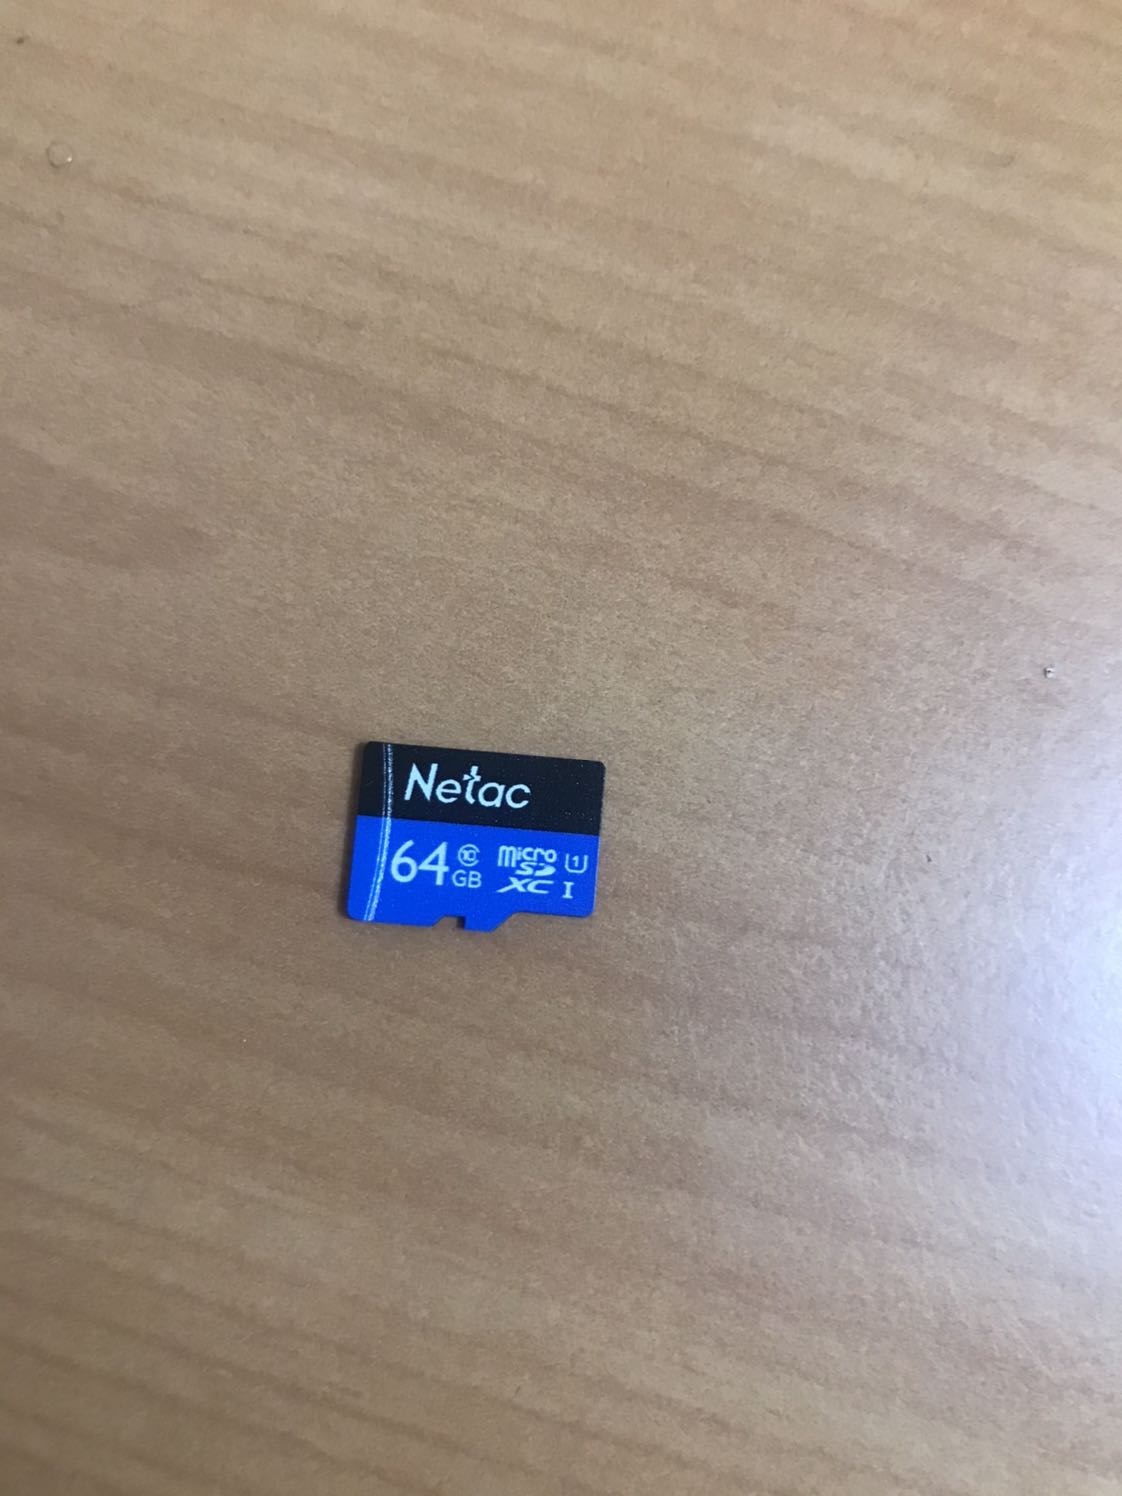 Netac
64 GB 10 micro SD XC U1 I